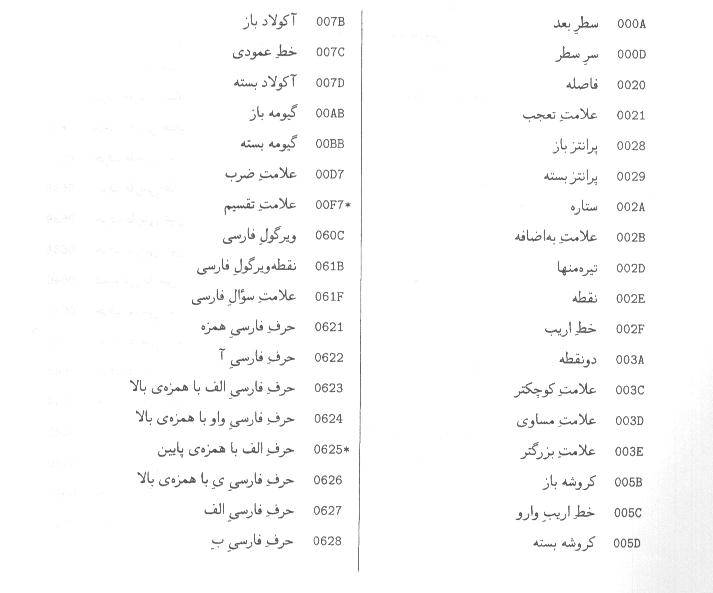 000A سطرِ بعد
000D سرِ سطر
0020 فاصله
0021 علامتِ تعجب
0028 پرانتز باز
0029 پرانتز بسته
002A ستاره
002B علامتِ به‌اضافه
002D تیره‌منها
002E نقطه
002F خطِ اریب
003A دونقطه
003C علامتِ کوچکتر
003D علامتِ مساوی
003E علامتِ بزرگتر
005B کروشه باز
005C خطِ اریبِ وارو
005D کروشه بسته
007B آکولاد باز
007C خطِ عمودی
007D آکولاد بسته
00AB گیومه باز
00BB گیومه بسته
00D7 علامتِ ضرب
00F7* علامتِ تقسیم
060C ویرگولِ فارسی
061B نقطه‌ویرگولِ فارسی
061F علامتِ سؤالِ فارسی
0621 حرفِ فارسیِ همزه
0622 حرفِ فارسیِ آ
0623 حرفِ فارسیِ الف با همزه‌ی بالا
0624 حرفِ فارسیِ واو با همزه‌ی بالا
0625* حرفِ الف با همزه‌ی پایین
0626 حرفِ فارسیِ یِ با همزه‌ی بالا
0627 حرفِ فارسیِ الف
0628 حرفِ فارسیِ بِ